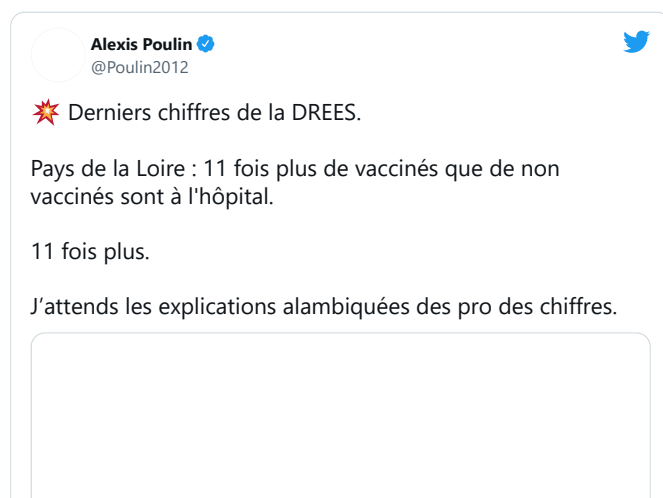 Alexis Poulin
@Poulin2012
💥 Derniers chiffres de la DREES.
Pays de la Loire : 11 fois plus de vaccinés que de non
vaccinés sont à l'hôpital.
11 fois plus.
J’attends les explications alambiquées des pro des chiffres.